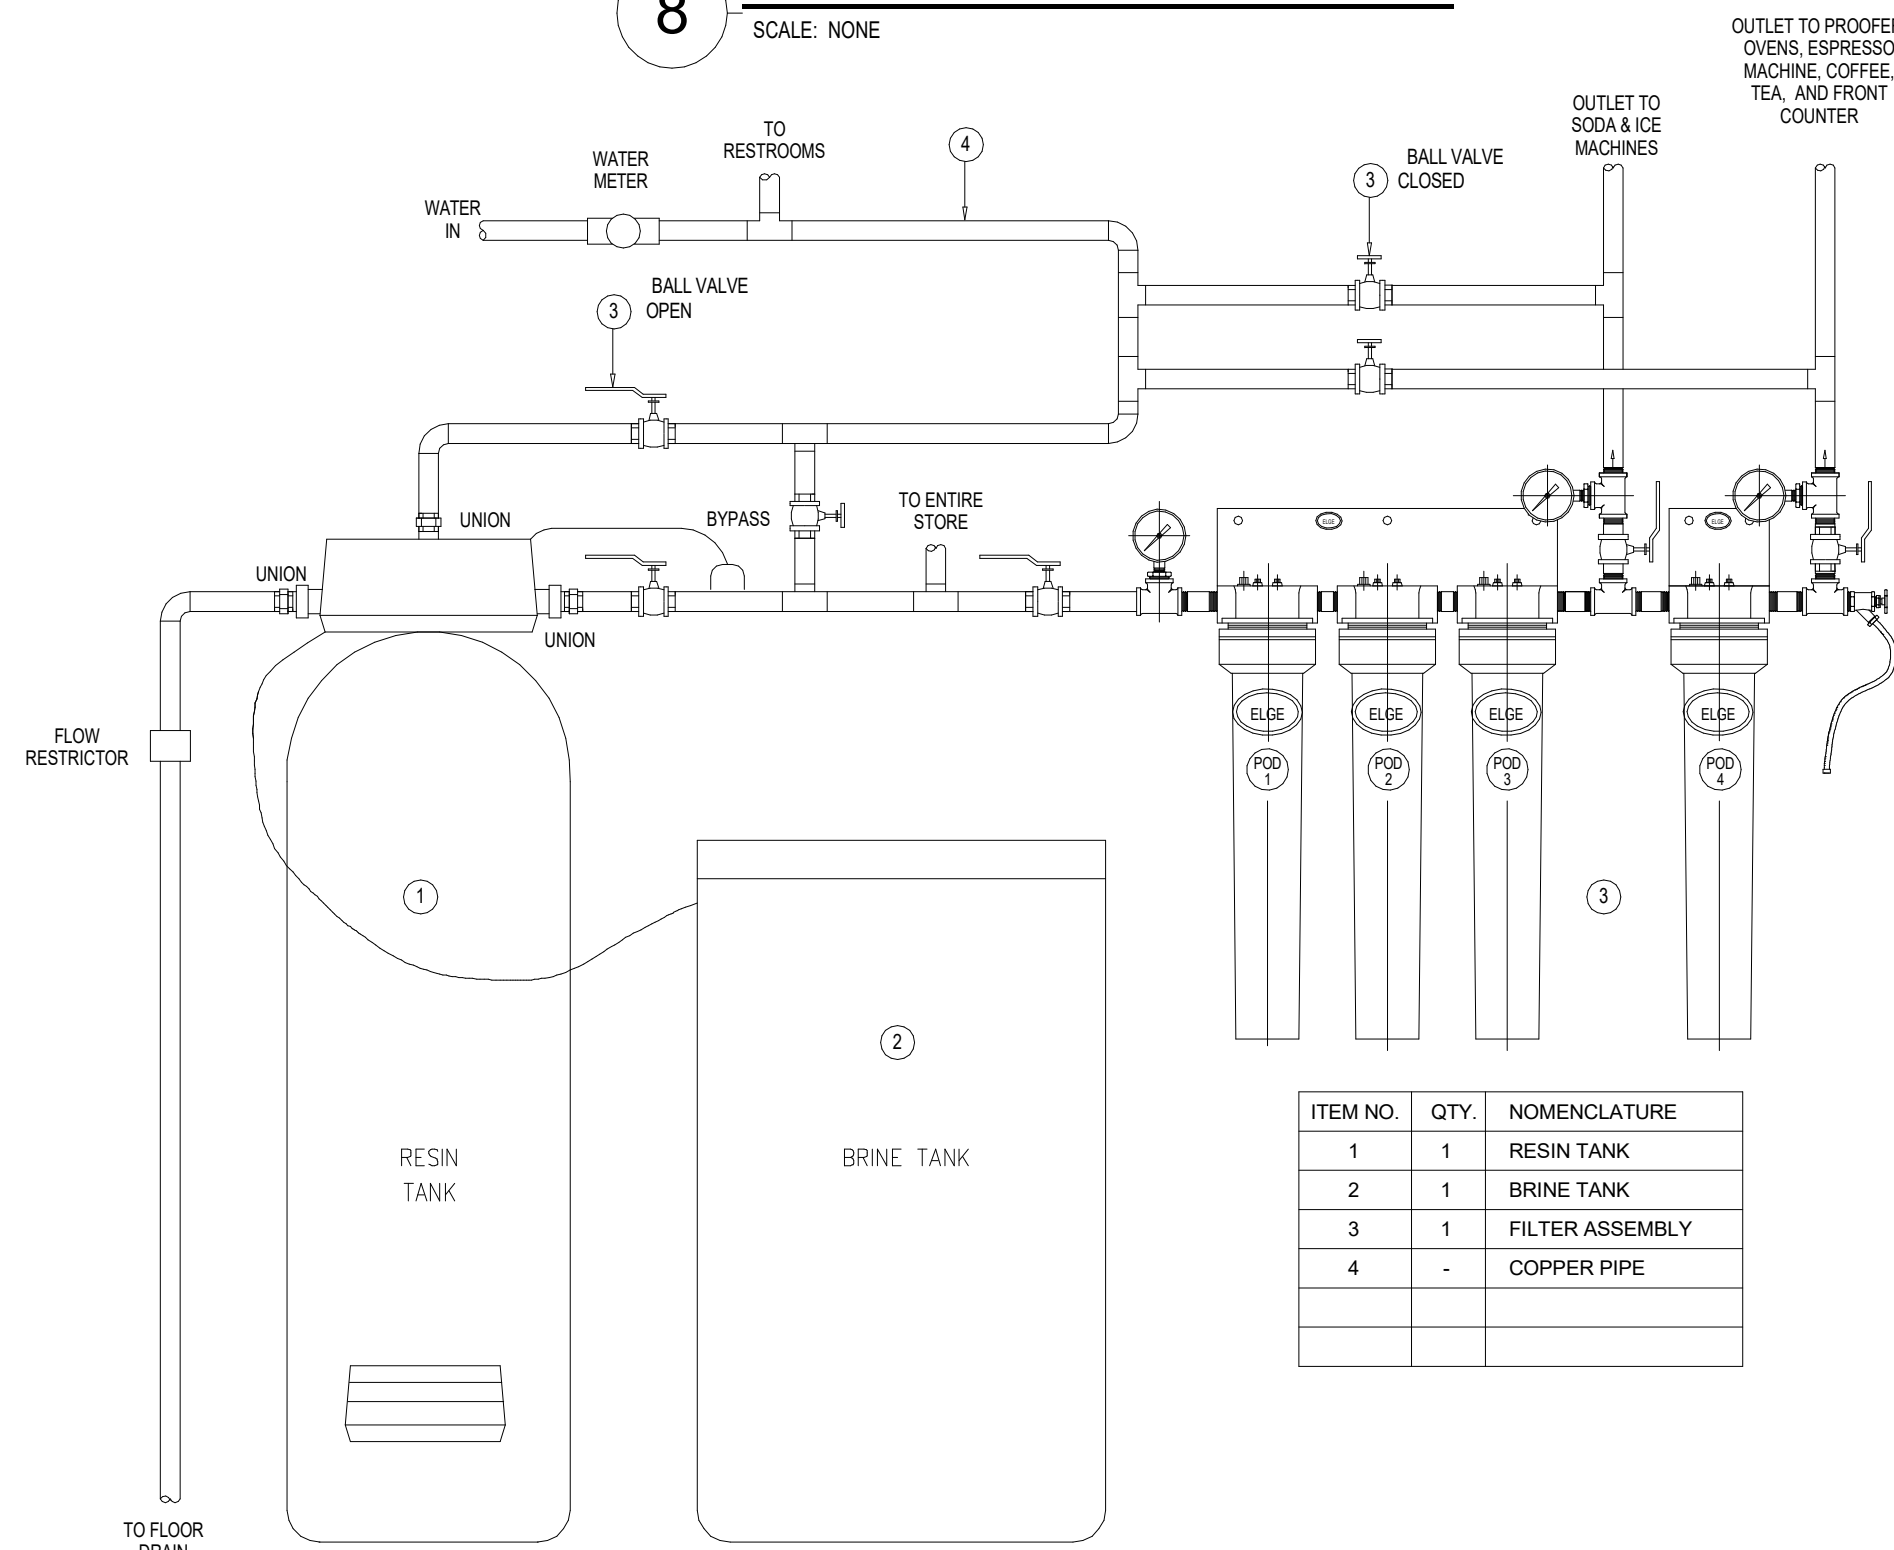 8
SCALE: NONE
OUTLET TO
OVENS, ESPRESSO
MACHINE, COFFEE,
TEA, AND FRONT
COUNTER
OUTLET TO
SODA & ICE
MACHINES
TO
RESTROOMS
4
WATER
METER
BALL VALVE
3 CLOSED
WATER
IN
BALL VALVE
3 OPEN
TO ENTIRE
STORE
UNION
BYPASS
ELGE
ELGE
UNION
UNION
FLOW
RESTRICTOR
ELGE
ELGE
ELGE
ELGE
POD
1
POD
2
POD
3
POD
4
1
3
2
RESIN
TANK
BRINE TANK
ITEM NO. QTY. NOMENCLATURE
1 1 RESIN TANK
2 1 BRINE TANK
3 1 FILTER ASSEMBLY
4 - COPPER PIPE
TO FLOOR
DRAIN